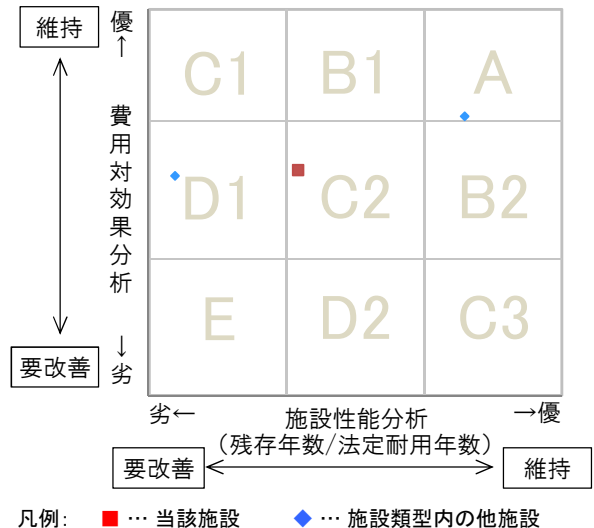 維持
優
↑
費用対効果分析
↓
劣
要改善
C1 B1 A
D1 C2 B2
E D2 C3
劣← 施設性能分析 →優
（残存年数/法定耐用年数）
要改善 維持
凡例: ■ … 当該施設 ◆ … 施設類型内の他施設